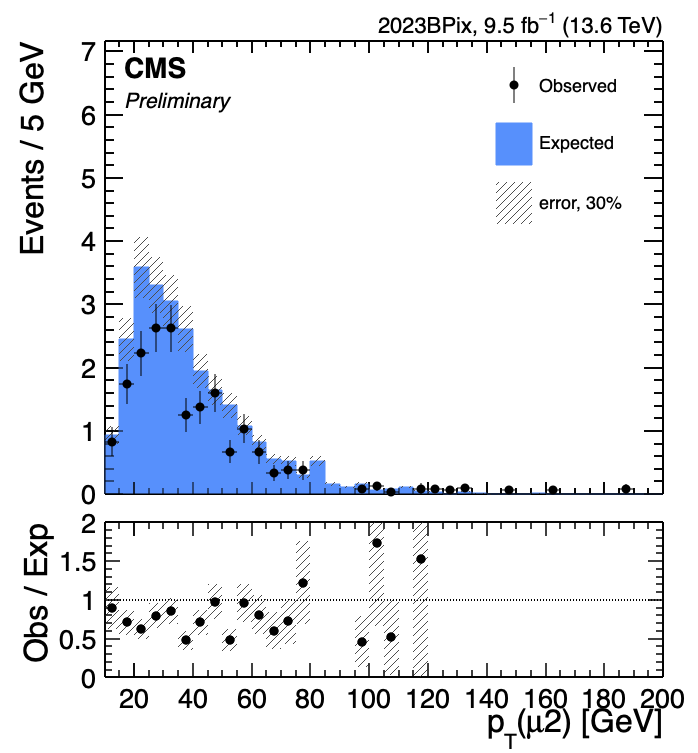 2023BPix, 9.5 fb⁻¹ (13.6 TeV)
CMS
Preliminary
Observed
Expected
error, 30%
Events / 5 GeV
7
6
5
4
3
2
1
0
Obs / Exp
2
1.5
1
0.5
0
20 40 60 80 100 120 140 160 180 200
p_T(μ2) [GeV]